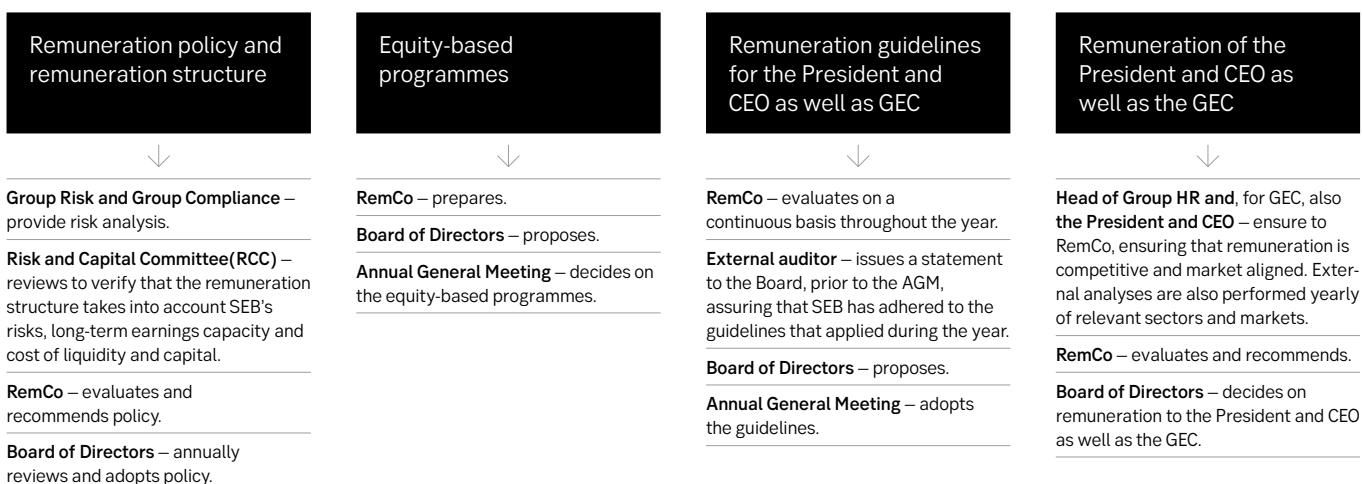 Remuneration policy and
remuneration structure
Group Risk and Group Compliance –
provide risk analysis.
Risk and Capital Committee(RCC) –
reviews to verify that the remuneration
structure takes into account SEB's
risks, long-term earnings capacity and
cost of liquidity and capital.
RemCo – evaluates and
recommends policy.
Board of Directors – annually
reviews and adopts policy.
Equity-based
programmes
RemCo – prepares.
Board of Directors – proposes.
Annual General Meeting – decides on
the equity-based programmes.
Remuneration guidelines
for the President and
CEO as well as GEC
RemCo – evaluates on a
continuous basis throughout the year.
External auditor – issues a statement
to the Board, prior to the AGM,
assuring that SEB has adhered to the
guidelines that applied during the year.
Board of Directors – proposes.
Annual General Meeting – adopts
the guidelines.
Remuneration of the
President and CEO as
well as the GEC
Head of Group HR and, for GEC, also
the President and CEO – ensure to
RemCo, ensuring that remuneration is
competitive and market aligned. Exter-
nal analyses are also performed yearly
of relevant sectors and markets.
RemCo – evaluates and recommends.
Board of Directors – decides on
remuneration to the President and CEO
as well as the GEC.